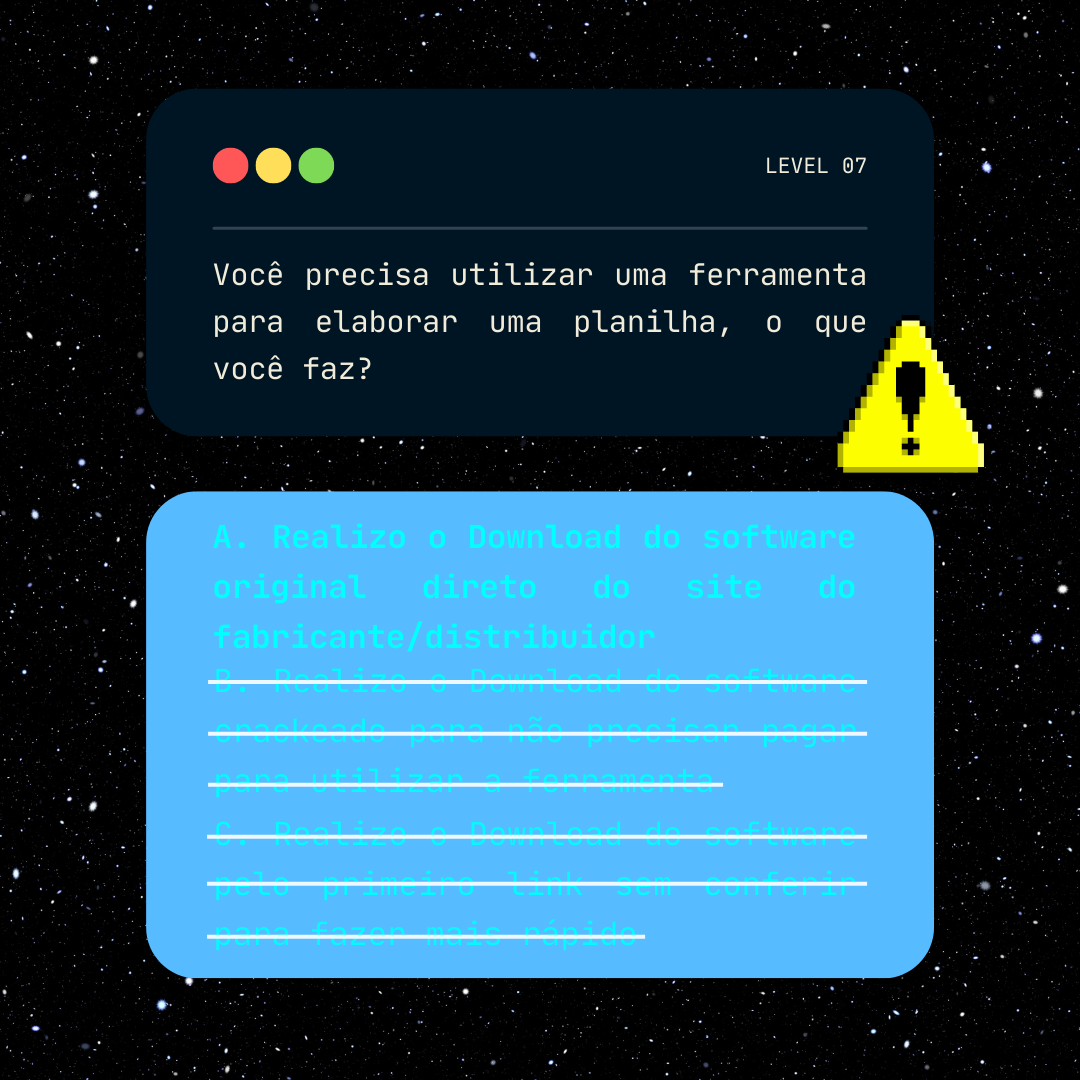 LEVEL 07
Você precisa utilizar uma ferramenta
para elaborar uma planilha, o que
você faz?
A. Realizo o Download do software
original direto do site do
fabricante/distribuidor
B. Realizo o Download do software
crackeado para não precisar pagar
para utilizar a ferramenta
C. Realizo o Download do software
pelo primeiro link sem conferir
para fazer mais rápido